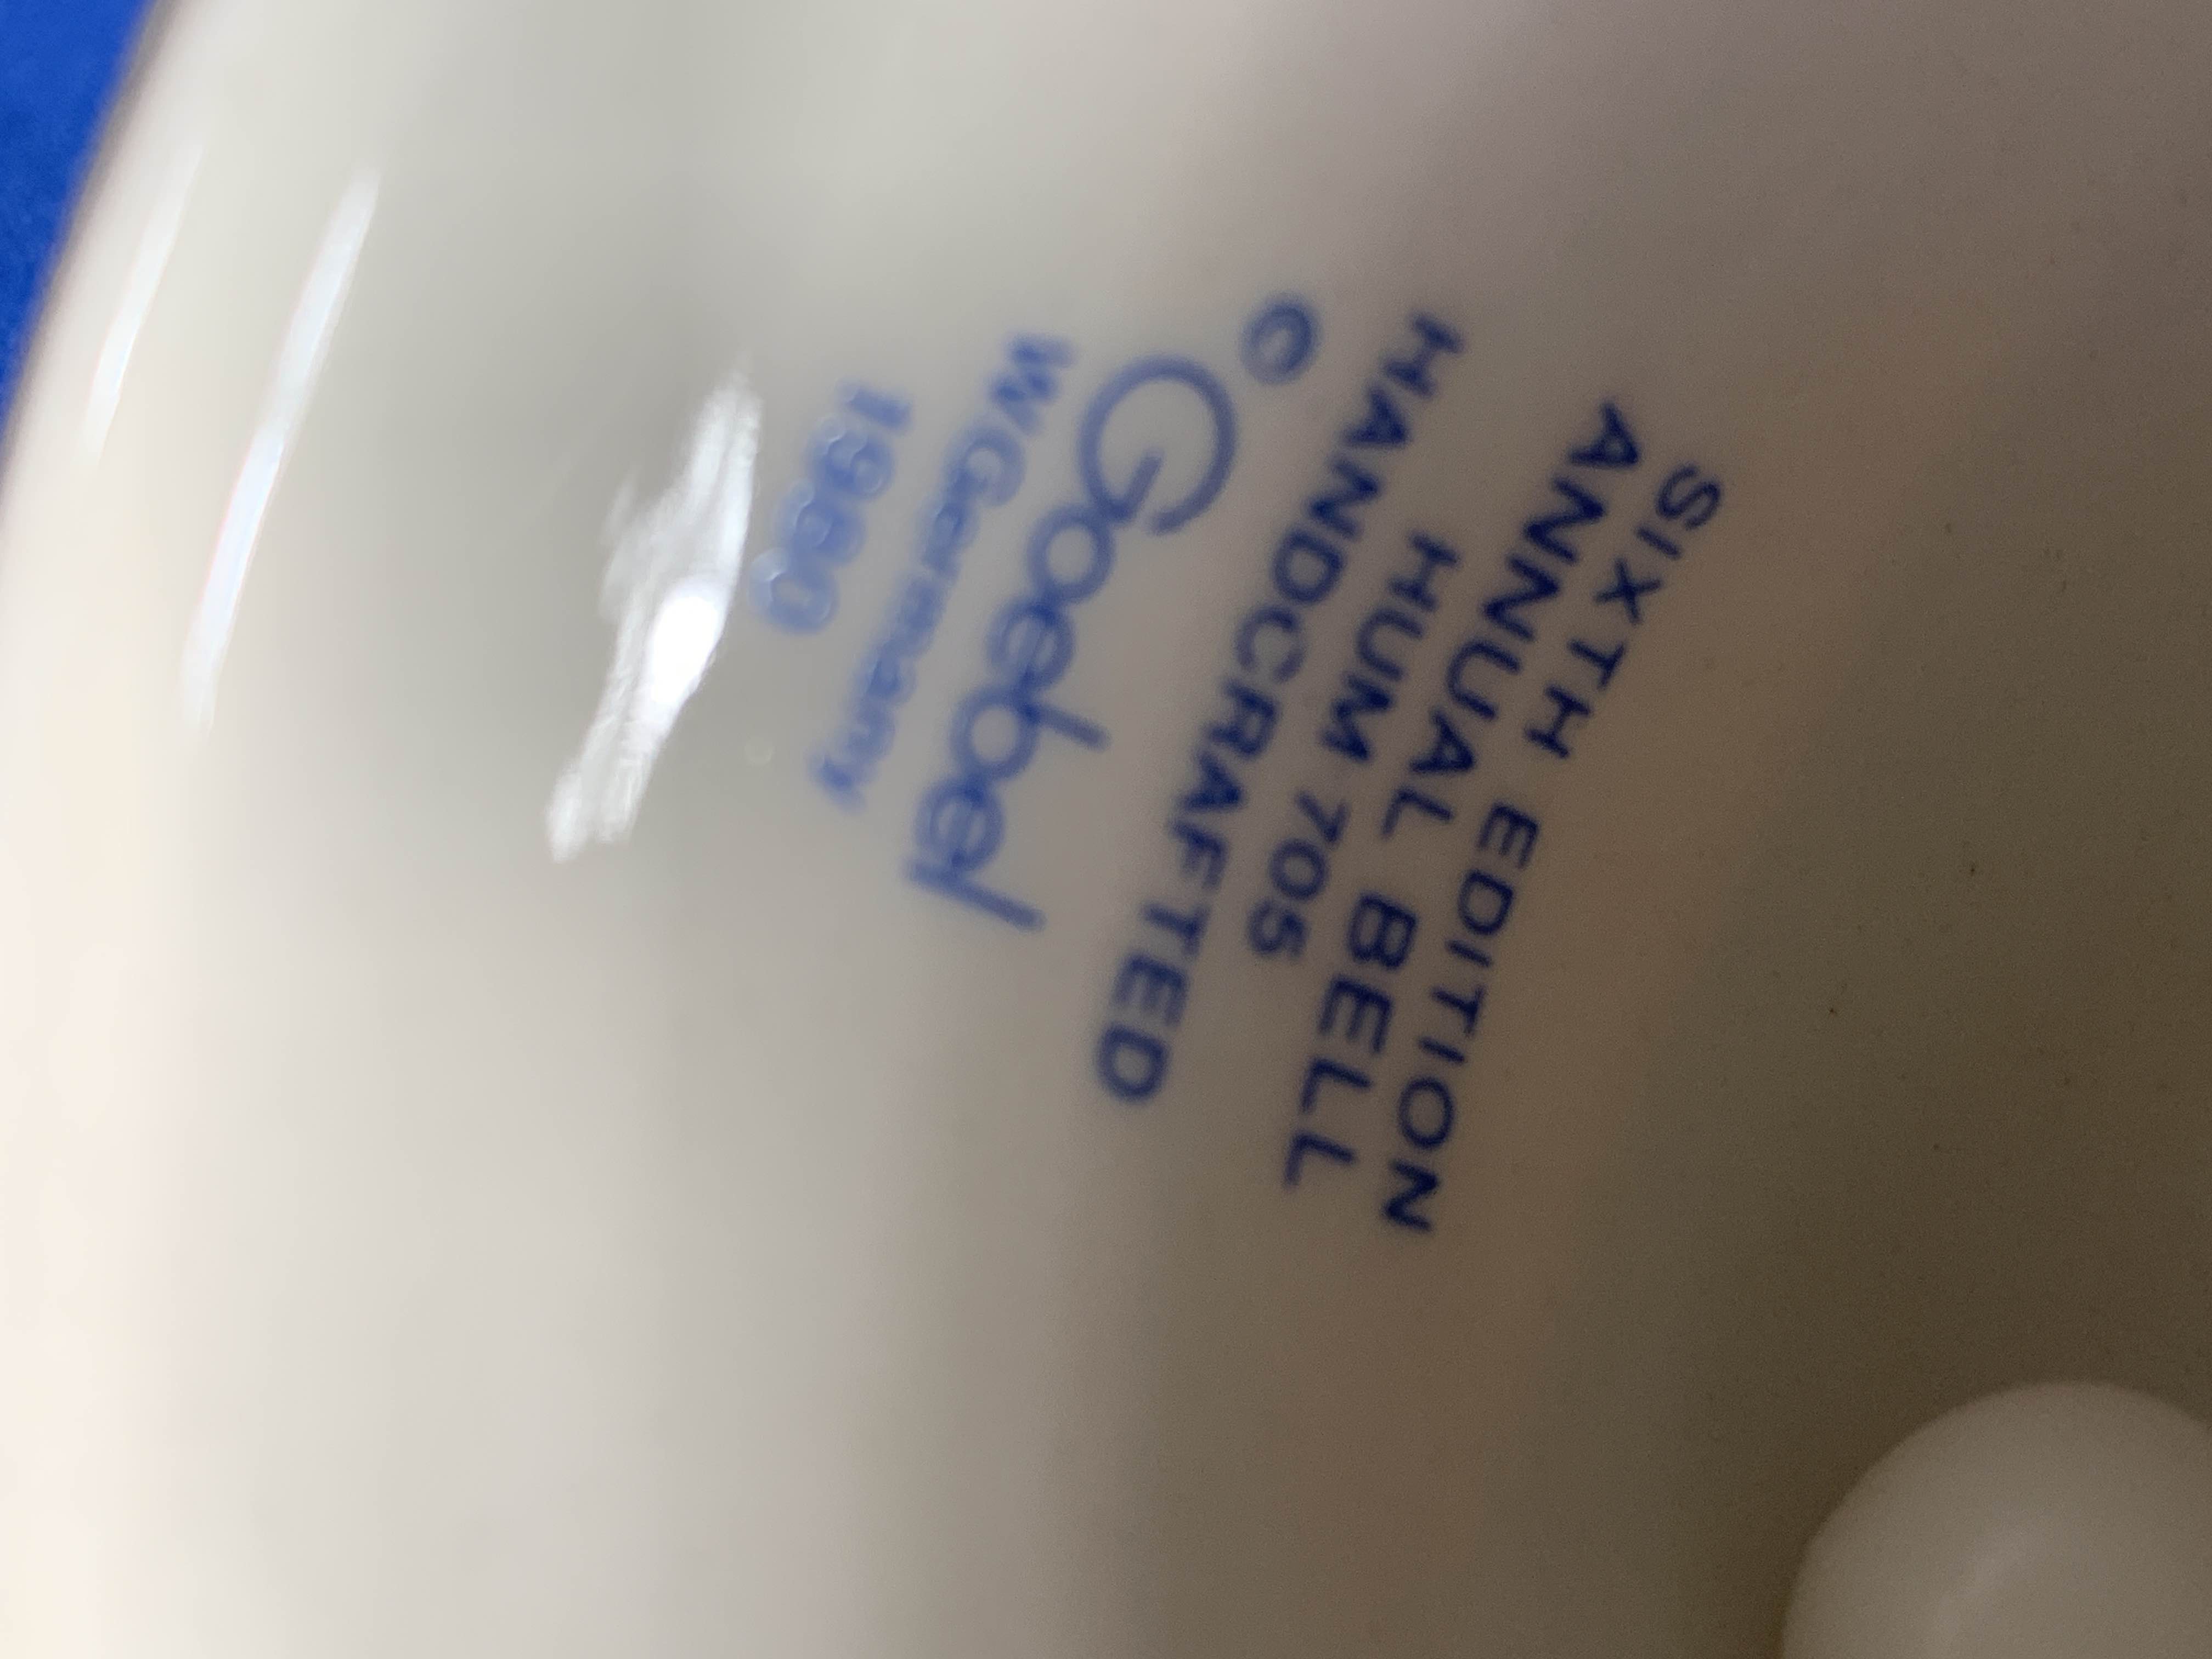 SIXTH EDITION
ANNUAL BELL
HUM 705
HANDCRAFTED
© Goebel
W. Germany
1980